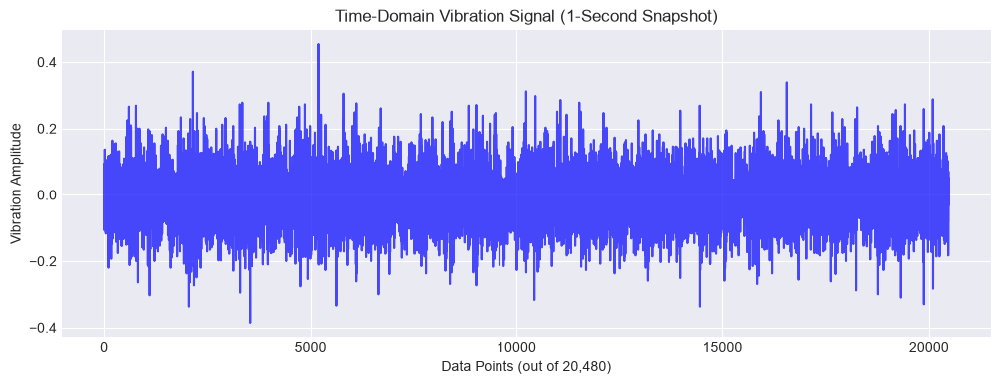 Time-Domain Vibration Signal (1-Second Snapshot)
Vibration Amplitude
0.4
0.2
0.0
−0.2
−0.4
0 5000 10000 15000 20000
Data Points (out of 20,480)